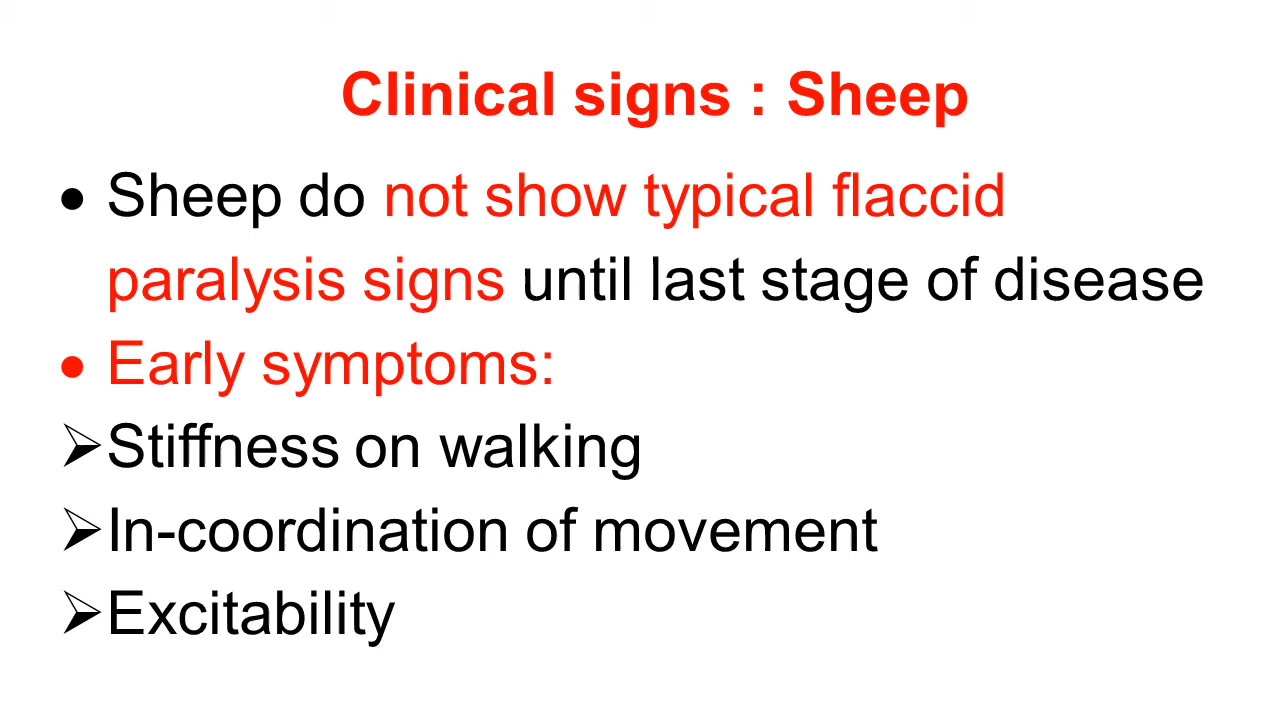 Clinical signs : Sheep
• Sheep do not show typical flaccid
paralysis signs until last stage of disease
• Early symptoms:
➢Stiffness on walking
➢In-coordination of movement
➢Excitability